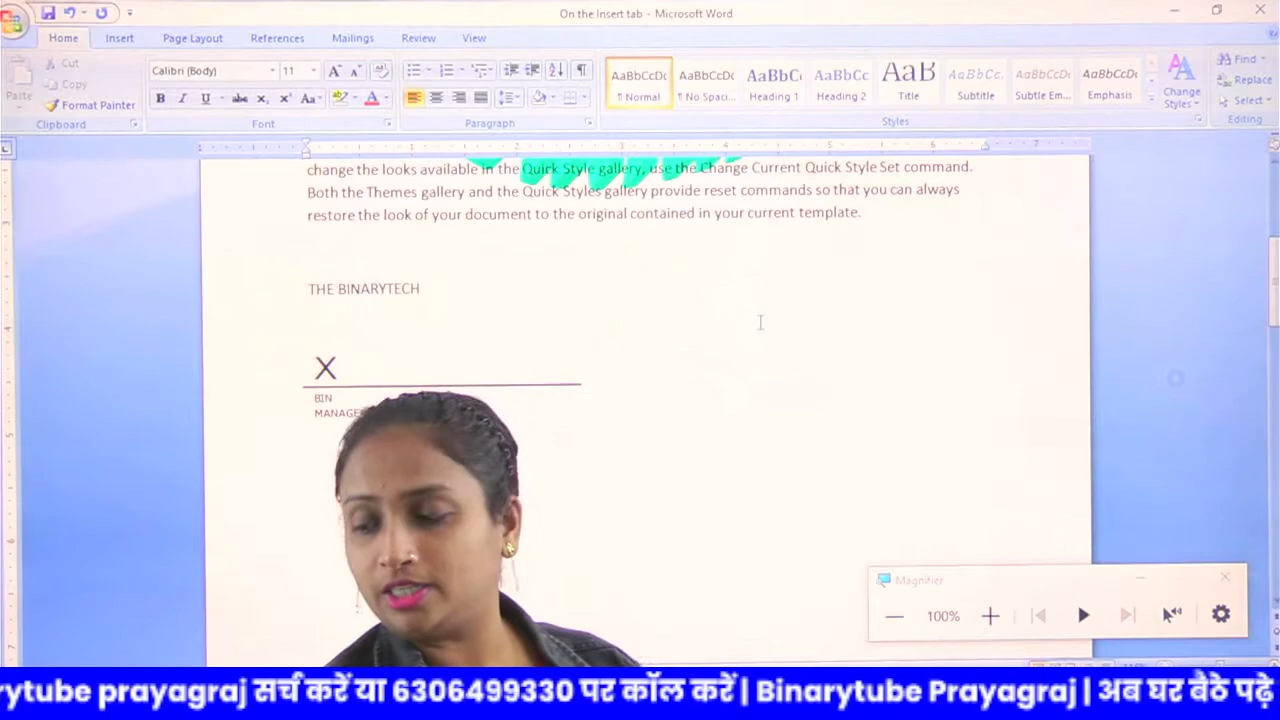 On the Insert tab - Microsoft Word
Home Insert Page Layout References Mailings Review View
Cut
Copy
Paste
Format Painter
Clipboard
Calibri (Body) 11
Font
Paragraph
AaBbCcDc AaBbCcDc AaBbC AaBbCc AaB AaBbCc. AaBbCcDc AaBbCcDc
¶ Normal ¶ No Spaci... Heading 1 Heading 2 Title Subtitle Subtle Em... Emphasis
Styles
Change
Styles
Find
Replace
Select
Editing
change the looks available in the Quick Style gallery, use the Change Current Quick Style Set command.
Both the Themes gallery and the Quick Styles gallery provide reset commands so that you can always
restore the look of your document to the original contained in your current template.
THE BINARYTECH
X
BIN
MANAGE
Magnifier
100%
rytube prayagraj सर्च करें या 6306499330 पर कॉल करें | Binarytube Prayagraj | अब घर बैठे पढ़े